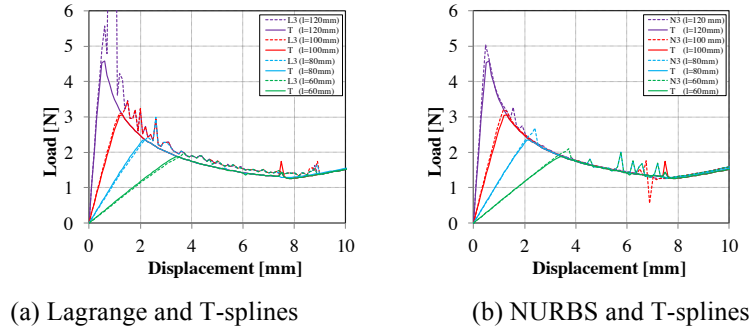 6
5
4
3
2
1
0
Load [N]
L3 (l=120mm)
T (l=120mm)
L3 (l=100mm)
T (l=100mm)
L3 (l=80mm)
T (l=80mm)
L3 (l=60mm)
T (l=60mm)
0 2 4 6 8 10
Displacement [mm]
(a) Lagrange and T-splines
6
5
4
3
2
1
0
Load [N]
N3 (l=120 mm)
T (l=120mm)
N3 (l=100 mm)
T (l=100mm)
N3 (l=80mm)
T (l=80mm)
N3 (l=60mm)
T (l=60mm)
0 2 4 6 8 10
Displacement [mm]
(b) NURBS and T-splines